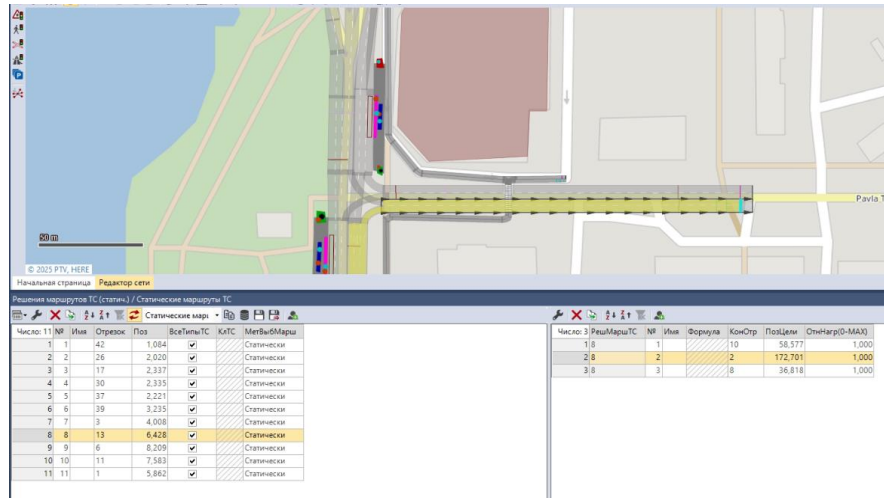 Pavla T
50 m
© 2025 PTV, HERE
Начальная страница Редактор сети
Решения маршрутов ТС (статич.) / Статические маршруты ТС
Статические марш
Число: 11 № Имя Отрезок Поз ВсеТипыТС КлТС МетВыбМарш
1 1 42 1,084 Статически
2 2 26 2,020 Статически
3 3 17 2,337 Статически
4 4 30 2,335 Статически
5 5 37 2,221 Статически
6 6 39 3,235 Статически
7 7 3 4,008 Статически
8 8 13 6,428 Статически
9 9 6 8,209 Статически
10 10 11 7,583 Статически
11 11 1 5,862 Статически
Число: 3 РешМаршТС № Имя Формула КонОтр ПозЦели ОтнНагр(0-MAX)
1 8 1 10 58,577 1,000
2 8 2 2 172,701 1,000
3 8 3 8 36,818 1,000